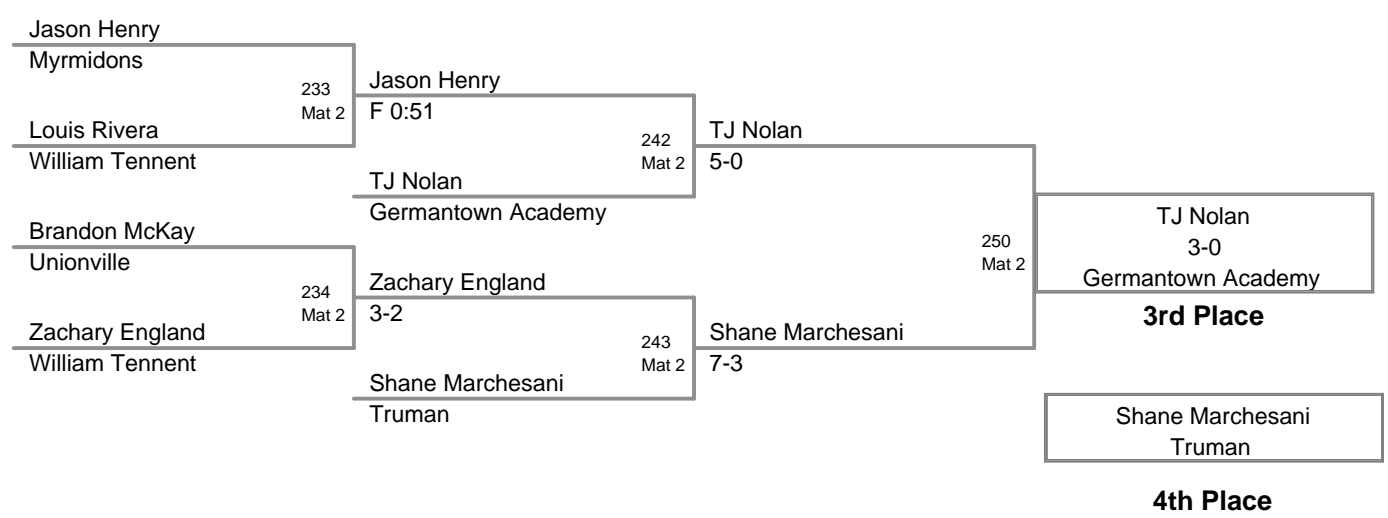 Jason Henry
Myrmidons
233
Mat 2
Louis Rivera
William Tennent
Jason Henry
F 0:51
242
Mat 2
TJ Nolan
Germantown Academy
TJ Nolan
5-0
Brandon McKay
Unionville
234
Mat 2
Zachary England
William Tennent
Zachary England
3-2
243
Mat 2
Shane Marchesani
Truman
Shane Marchesani
7-3
250
Mat 2
TJ Nolan
3-0
Germantown Academy
3rd Place
Shane Marchesani
Truman
4th Place